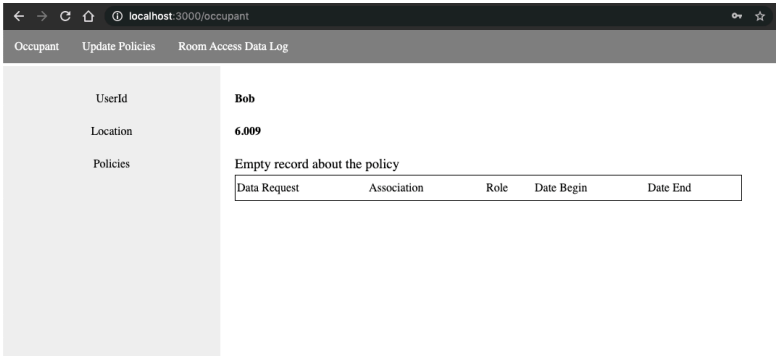 localhost:3000/occupant
Occupant Update Policies Room Access Data Log
UserId Bob
Location 6.009
Policies Empty record about the policy
Data Request Association Role Date Begin Date End